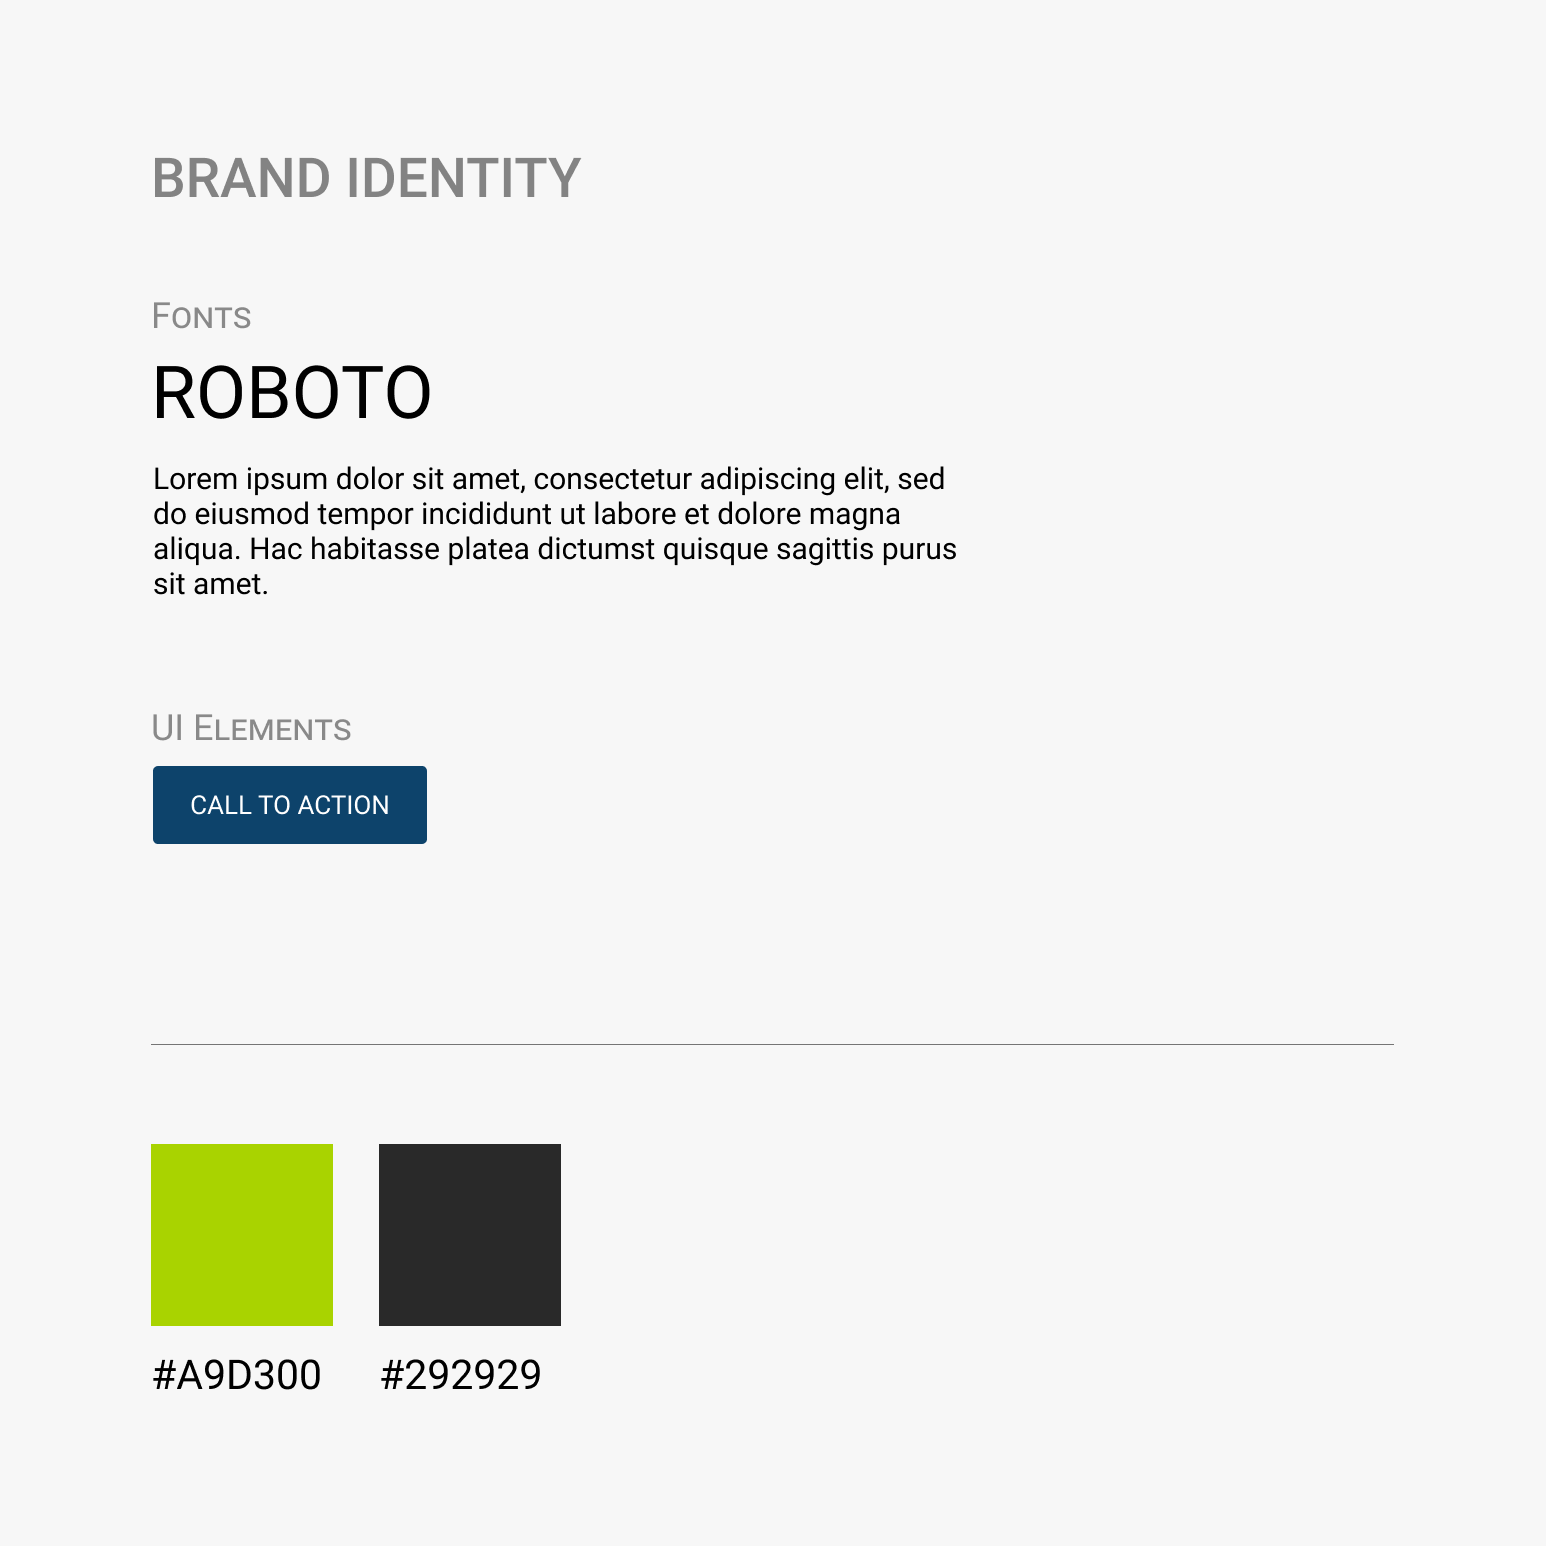 BRAND IDENTITY
Fonts
ROBOTO
Lorem ipsum dolor sit amet, consectetur adipiscing elit, sed
do eiusmod tempor incididunt ut labore et dolore magna
aliqua. Hac habitasse platea dictumst quisque sagittis purus
sit amet.
UI Elements
CALL TO ACTION
#A9D300 #292929